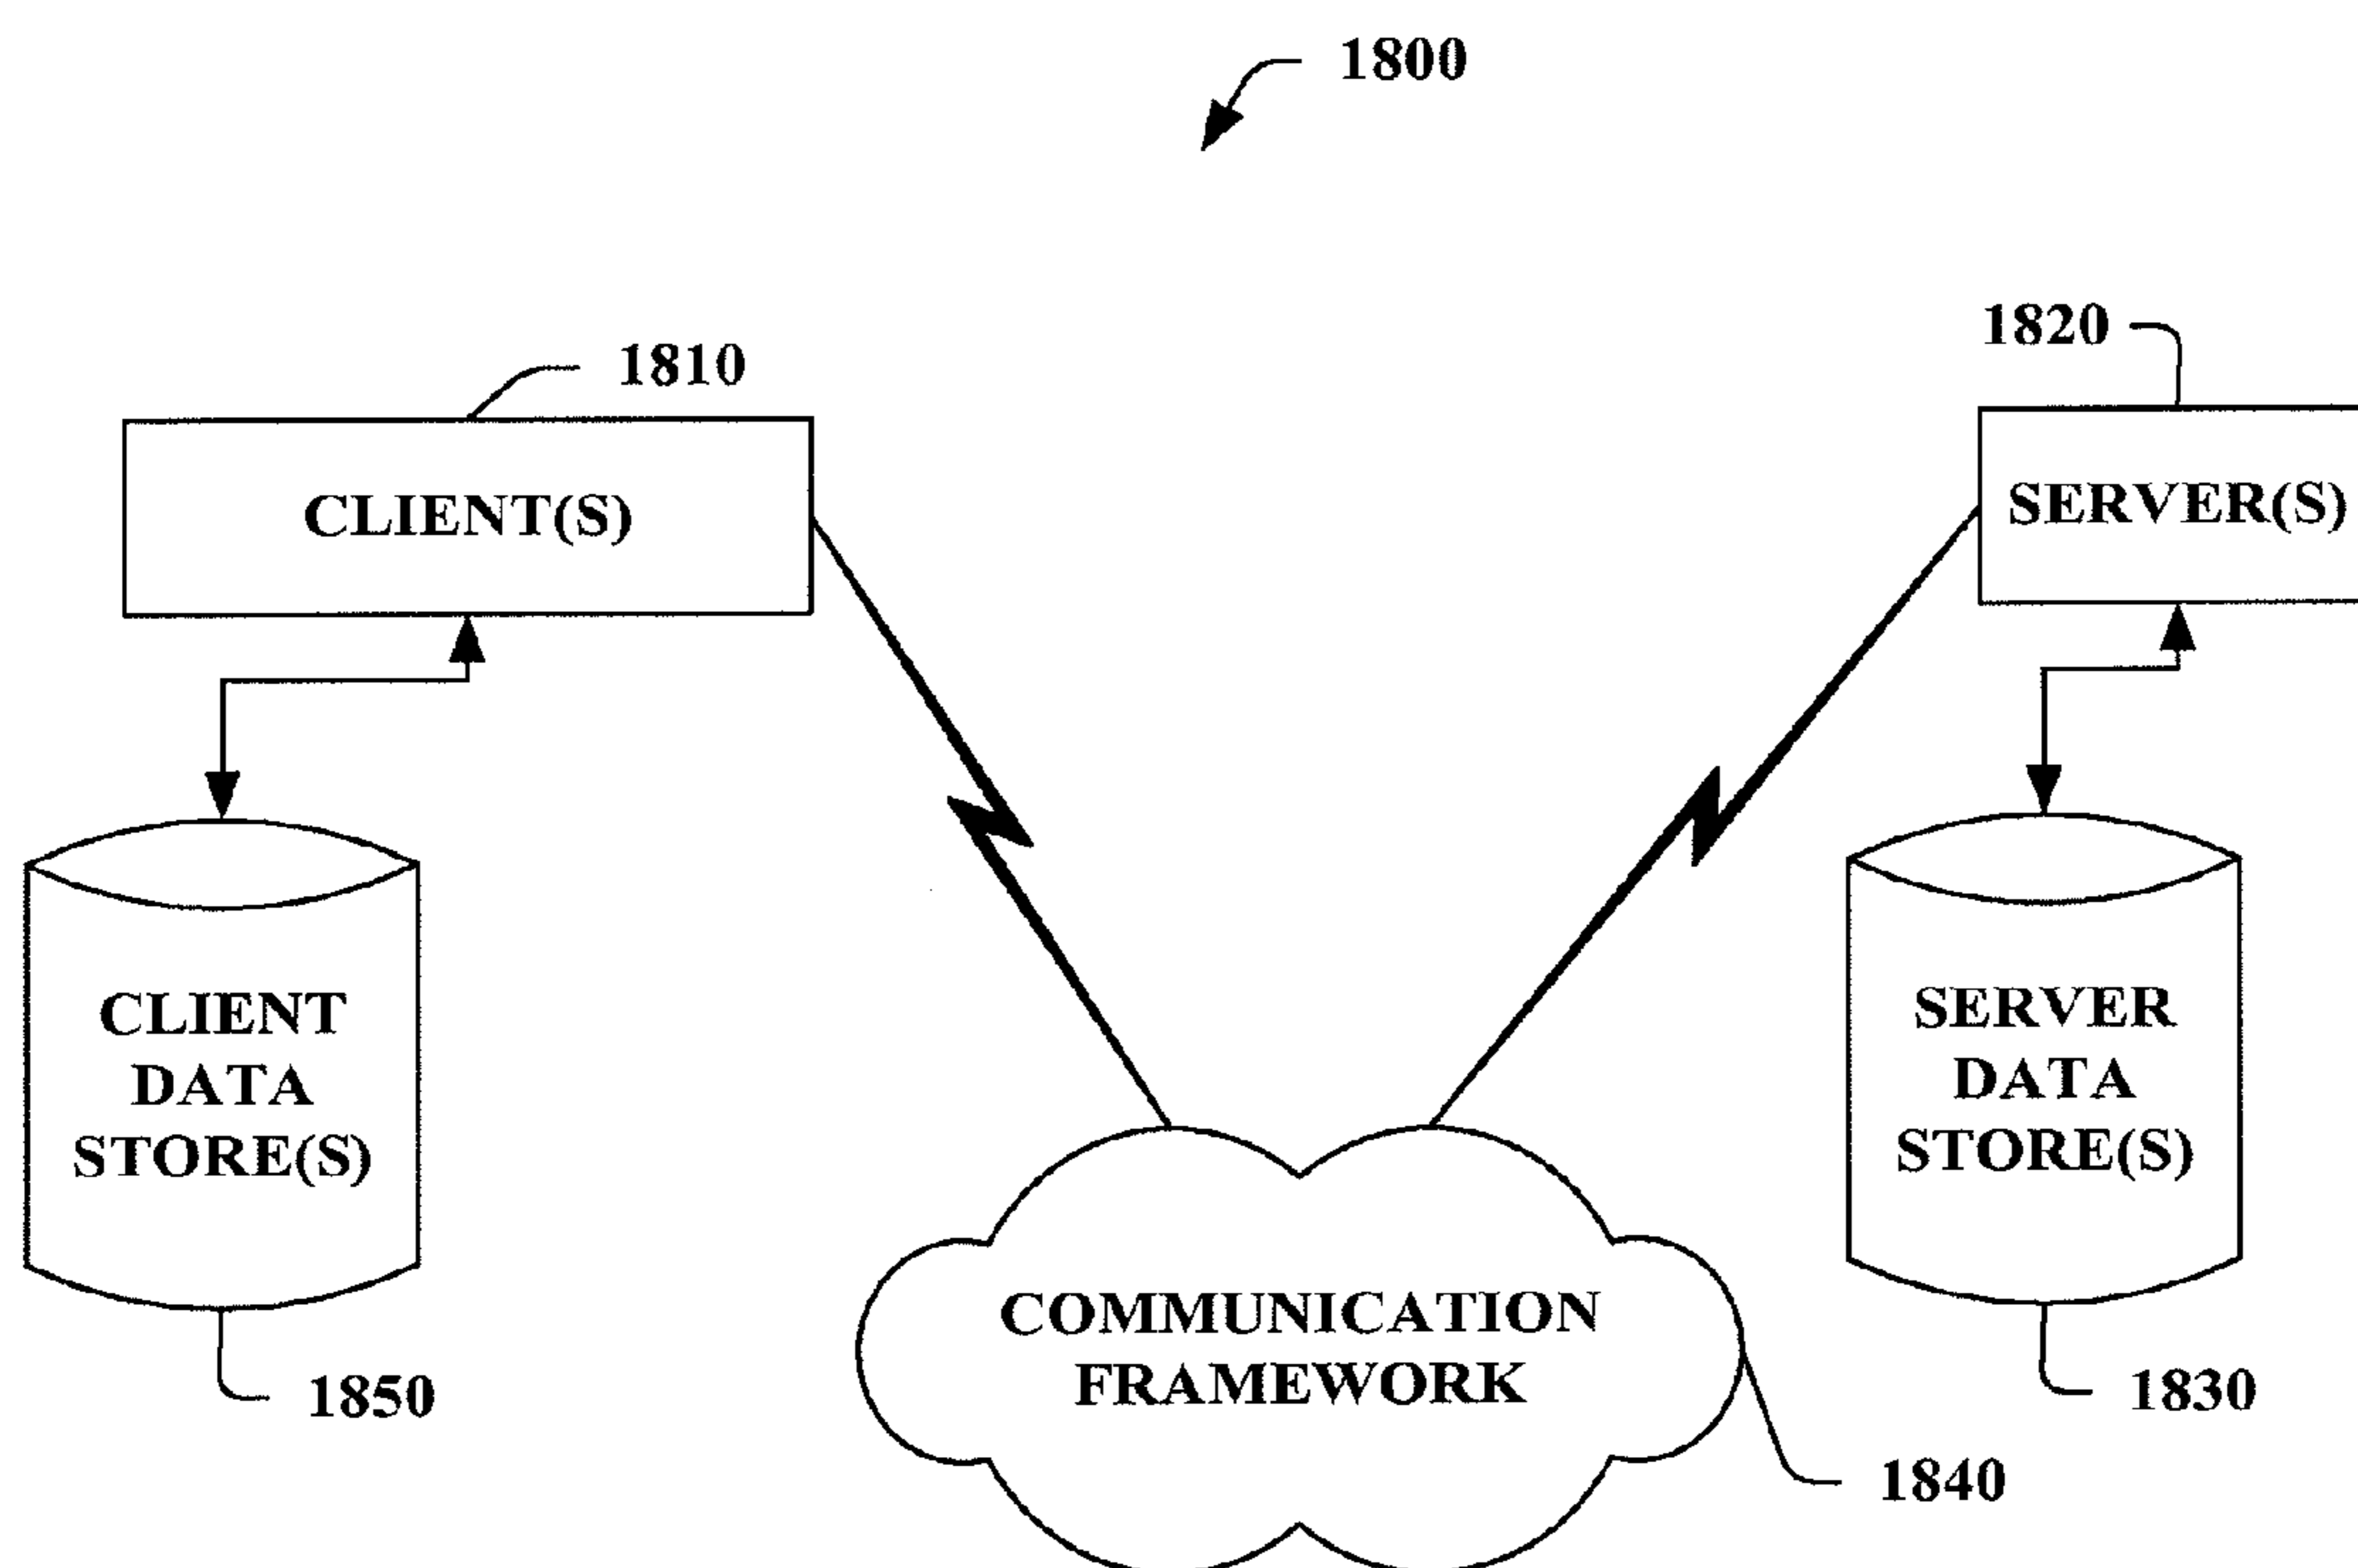 1800
1810
1820
CLIENT(S)
SERVER(S)
CLIENT
DATA
STORE(S)
SERVER
DATA
STORE(S)
COMMUNICATION
FRAMEWORK
1850
1830
1840